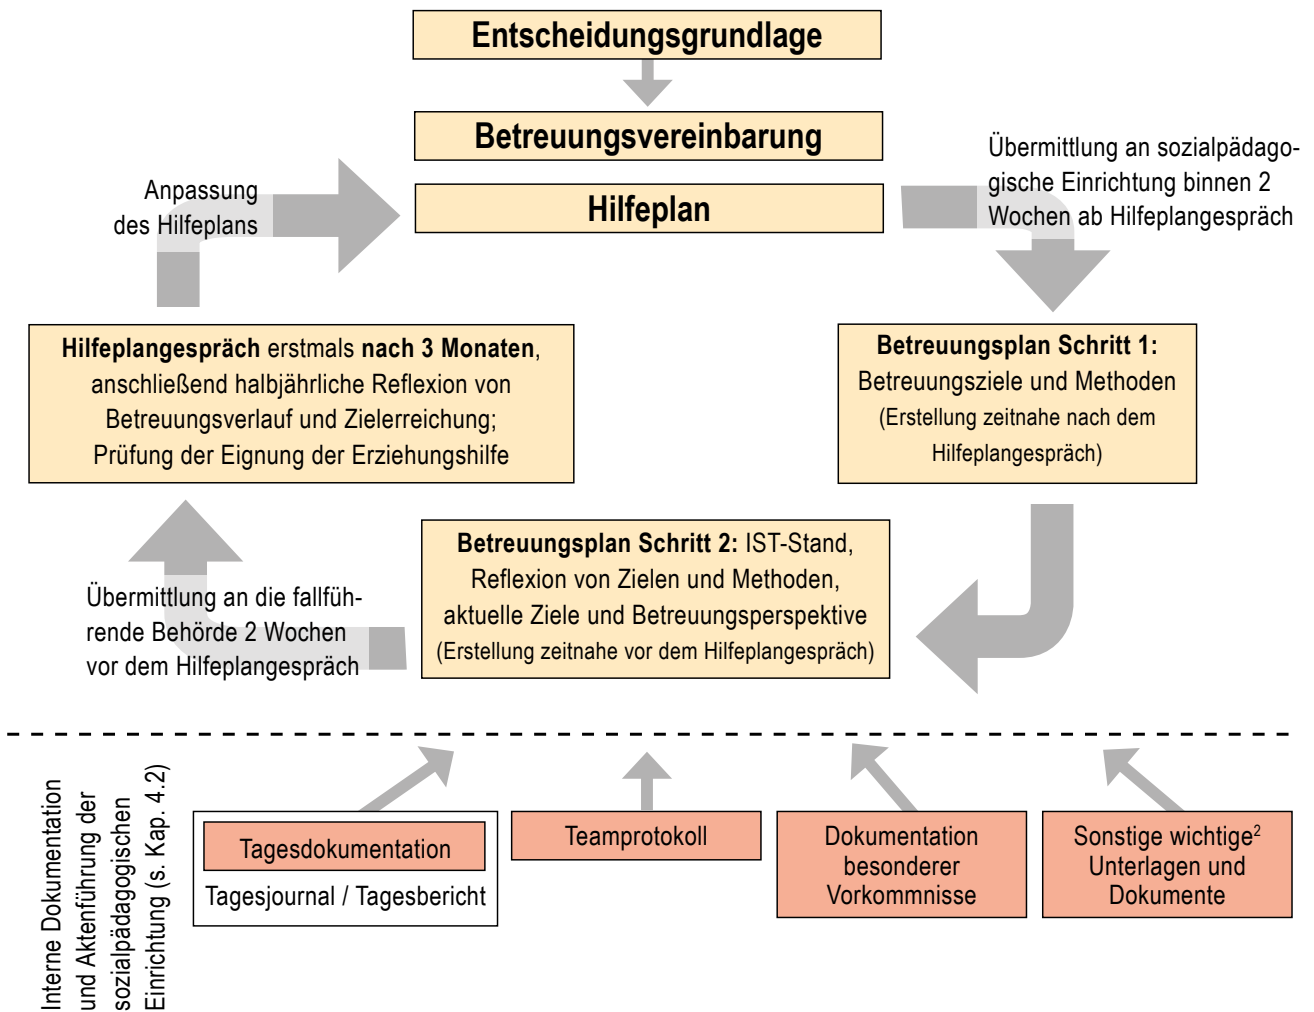 Entscheidungsgrundlage
Betreuungsvereinbarung
Hilfeplan
Anpassung
des Hilfeplans
Übermittlung an sozialpädago-
gische Einrichtung binnen 2
Wochen ab Hilfeplangespräch
Hilfeplangespräch erstmals nach 3 Monaten,
anschließend halbjährliche Reflexion von
Betreuungsverlauf und Zielerreichung;
Prüfung der Eignung der Erziehungshilfe
Betreuungsplan Schritt 1:
Betreuungsziele und Methoden
(Erstellung zeitnahe nach dem
Hilfeplangespräch)
Betreuungsplan Schritt 2: IST-Stand,
Reflexion von Zielen und Methoden,
aktuelle Ziele und Betreuungsperspektive
(Erstellung zeitnahe vor dem Hilfeplangespräch)
Übermittlung an die fallfüh-
rende Behörde 2 Wochen
vor dem Hilfeplangespräch
Interne Dokumentation
und Aktenführung der
sozialpädagogischen
Einrichtung (s. Kap. 4.2)
Tagesdokumentation
Tagesjournal / Tagesbericht
Teamprotokoll
Dokumentation
besonderer
Vorkommnisse
Sonstige wichtige²
Unterlagen und
Dokumente